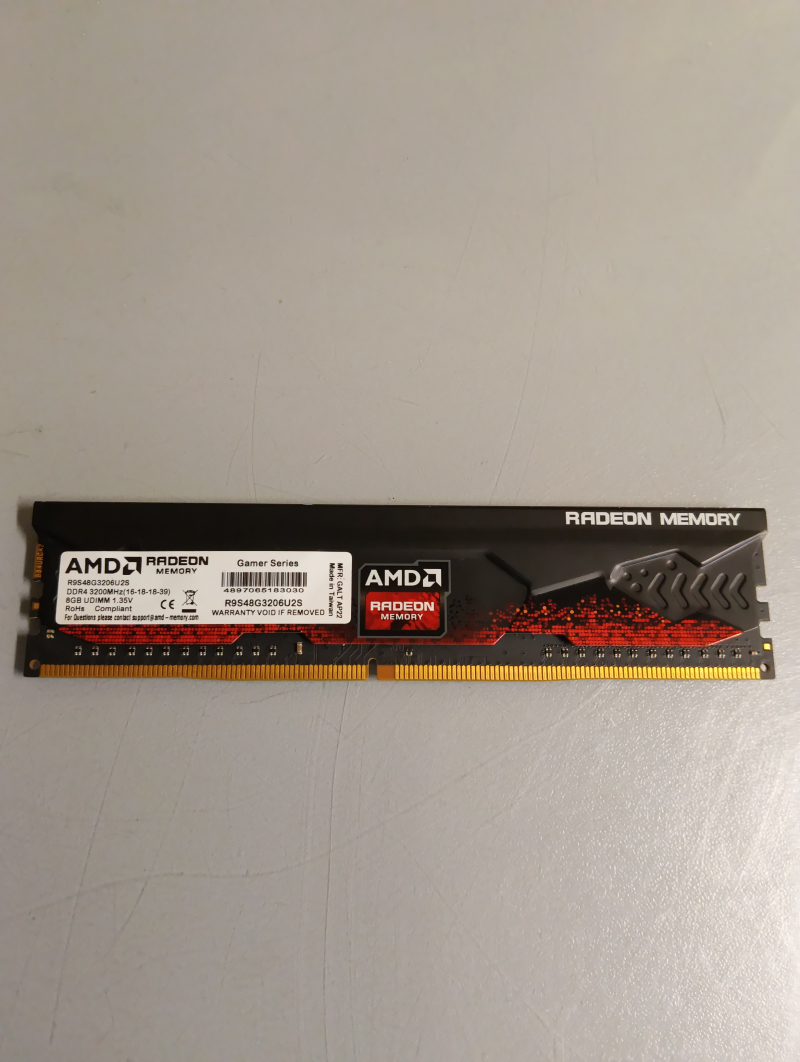 RADEON MEMORY
AMD RADEON
MEMORY
R9S48G3206U2S
DDR4 3200MHz(16-18-18-39)
8GB UDIMM 1.35V
RoHs Compliant
For Questions please contact support@amd-memory.com
CE
Gamer Series
4897065183030
R9S48G3206U2S
WARRANTY VOID IF REMOVED
MFR: GALT AP22
Made in Taiwan
AMD
RADEON
MEMORY